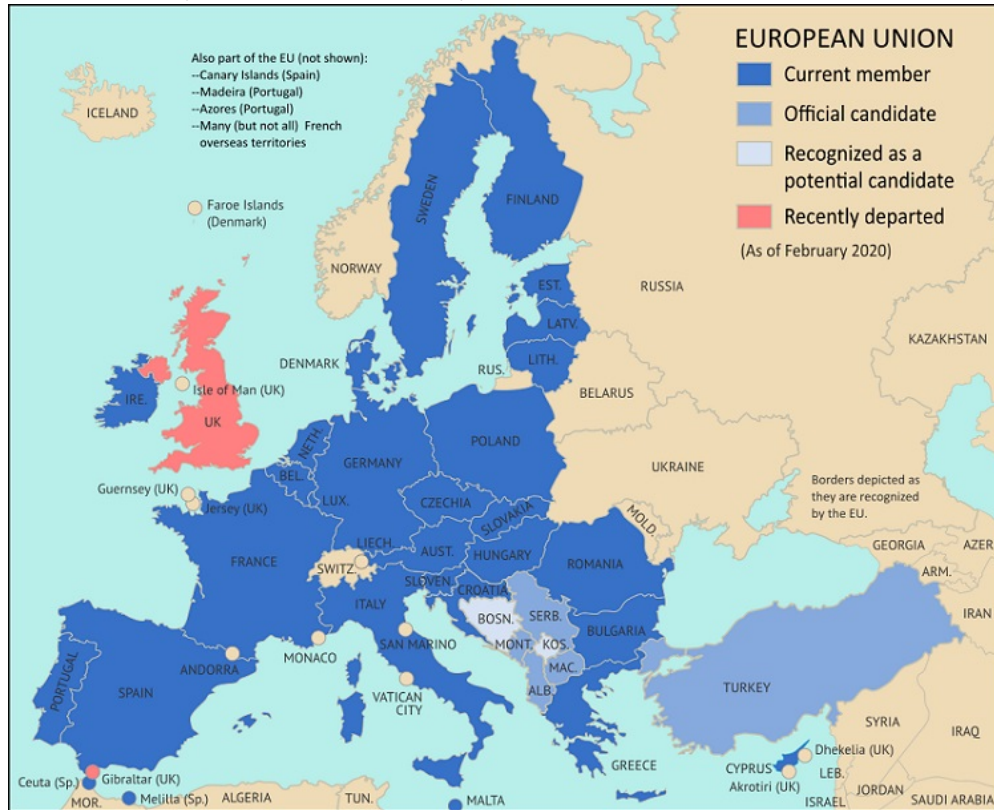 EUROPEAN UNION
Current member
Official candidate
Recognized as a
potential candidate
Recently departed
(As of February 2020)
Also part of the EU (not shown):
--Canary Islands (Spain)
--Madeira (Portugal)
--Azores (Portugal)
--Many (but not all) French
overseas territories
ICELAND
Faroe Islands
(Denmark)
SWEDEN
FINLAND
NORWAY
RUSSIA
EST.
LATV.
LITH.
RUS.
DENMARK
KAZAKHSTAN
BELARUS
Isle of Man (UK)
IRE.
UK
NETH.
POLAND
GERMANY
BEL.
UKRAINE
Guernsey (UK)
Jersey (UK)
LUX.
CZECHIA
SLOVAKIA
MOLD.
Borders depicted as
they are recognized
by the EU.
LIECH.
AUST.
HUNGARY
FRANCE
SWITZ.
ROMANIA
GEORGIA
AZER
ARM.
SLOVEN.
CROATIA
ITALY
BOSN.
SERB.
IRAN
BULGARIA
SAN MARINO
MONT.
KOS.
MONACO
MAC.
ANDORRA
PORTUGAL
SPAIN
VATICAN
CITY
ALB.
TURKEY
SYRIA
IRAQ
Dhekelia (UK)
GREECE
CYPRUS
LEB.
Akrotiri (UK)
Ceuta (Sp.)
Gibraltar (UK)
JORDAN
MOR.
Melilla (Sp.)
ALGERIA
TUN.
MALTA
ISRAEL
SAUDI ARABIA